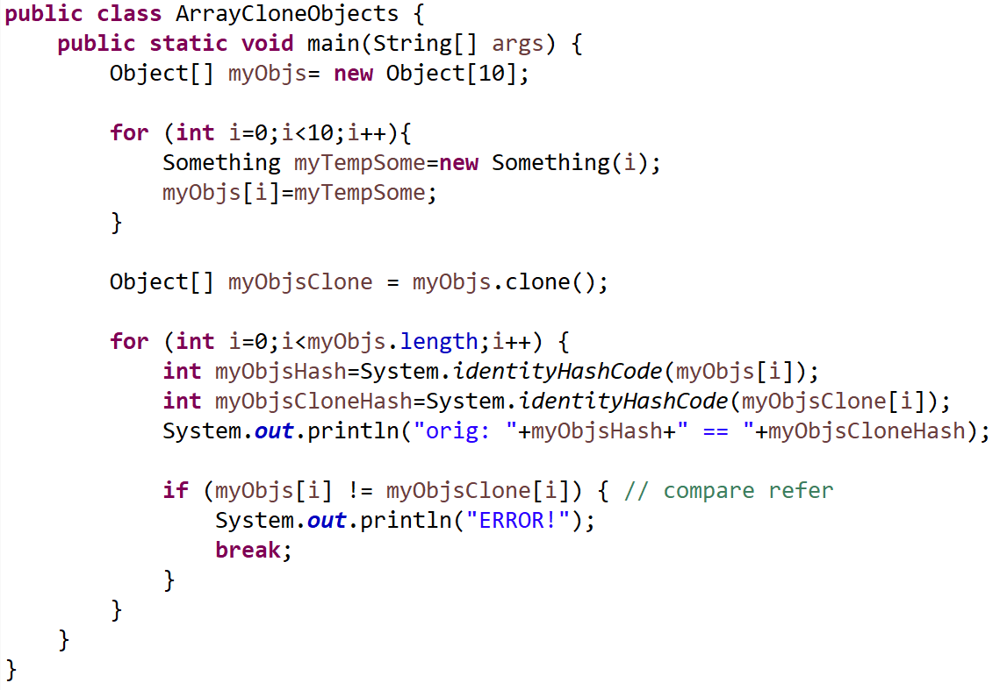 public class ArrayCloneObjects {
    public static void main(String[] args) {
        Object[] myObjs= new Object[10];

        for (int i=0;i<10;i++){
            Something myTempSome=new Something(i);
            myObjs[i]=myTempSome;
        }

        Object[] myObjsClone = myObjs.clone();

        for (int i=0;i<myObjs.length;i++) {
            int myObjsHash=System.identityHashCode(myObjs[i]);
            int myObjsCloneHash=System.identityHashCode(myObjsClone[i]);
            System.out.println("orig: "+myObjsHash+" == "+myObjsCloneHash);

            if (myObjs[i] != myObjsClone[i]) { // compare refer
                System.out.println("ERROR!");
                break;
            }
        }
    }
}